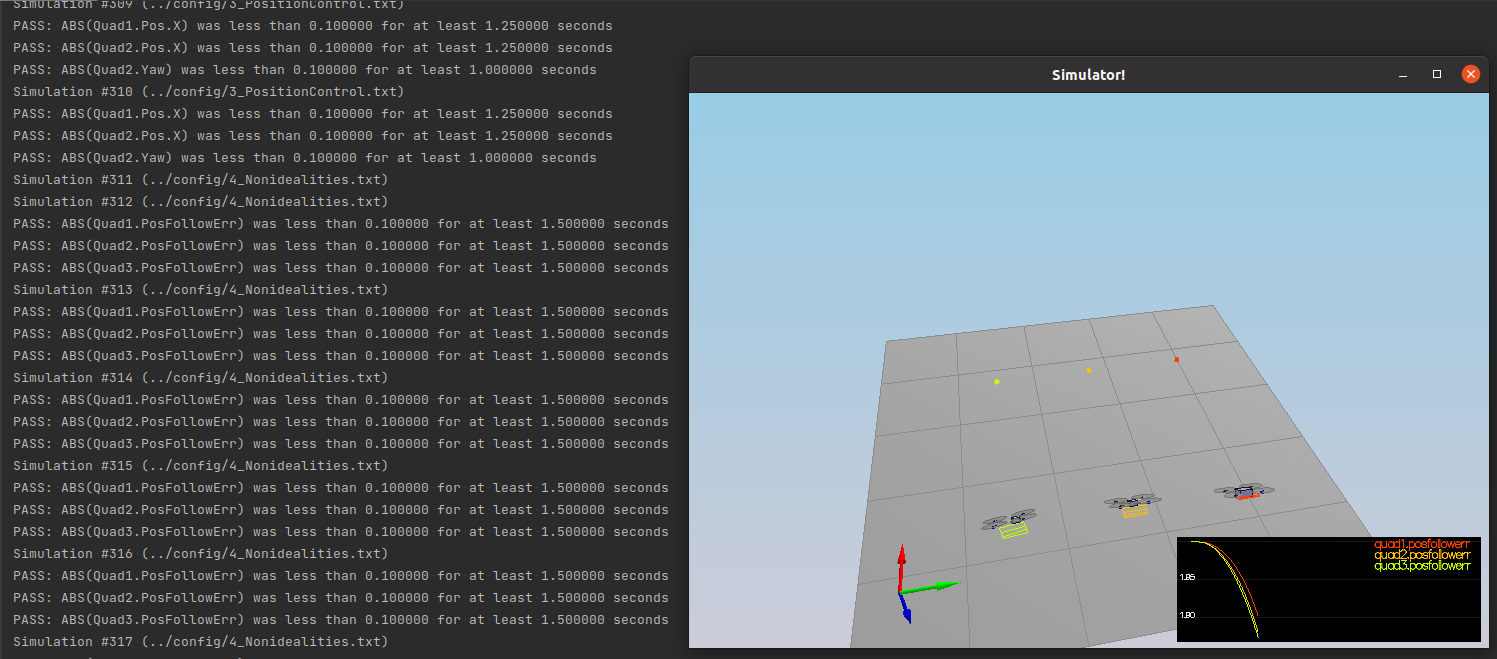 Simulation #309 (../config/3_PositionControl.txt)
PASS: ABS(Quad1.Pos.X) was less than 0.100000 for at least 1.250000 seconds
PASS: ABS(Quad2.Pos.X) was less than 0.100000 for at least 1.250000 seconds
PASS: ABS(Quad2.Yaw) was less than 0.100000 for at least 1.000000 seconds
Simulation #310 (../config/3_PositionControl.txt)
PASS: ABS(Quad1.Pos.X) was less than 0.100000 for at least 1.250000 seconds
PASS: ABS(Quad2.Pos.X) was less than 0.100000 for at least 1.250000 seconds
PASS: ABS(Quad2.Yaw) was less than 0.100000 for at least 1.000000 seconds
Simulation #311 (../config/4_Nonidealities.txt)
Simulation #312 (../config/4_Nonidealities.txt)
PASS: ABS(Quad1.PosFollowErr) was less than 0.100000 for at least 1.500000 seconds
PASS: ABS(Quad2.PosFollowErr) was less than 0.100000 for at least 1.500000 seconds
PASS: ABS(Quad3.PosFollowErr) was less than 0.100000 for at least 1.500000 seconds
Simulation #313 (../config/4_Nonidealities.txt)
PASS: ABS(Quad1.PosFollowErr) was less than 0.100000 for at least 1.500000 seconds
PASS: ABS(Quad2.PosFollowErr) was less than 0.100000 for at least 1.500000 seconds
PASS: ABS(Quad3.PosFollowErr) was less than 0.100000 for at least 1.500000 seconds
Simulation #314 (../config/4_Nonidealities.txt)
PASS: ABS(Quad1.PosFollowErr) was less than 0.100000 for at least 1.500000 seconds
PASS: ABS(Quad2.PosFollowErr) was less than 0.100000 for at least 1.500000 seconds
PASS: ABS(Quad3.PosFollowErr) was less than 0.100000 for at least 1.500000 seconds
Simulation #315 (../config/4_Nonidealities.txt)
PASS: ABS(Quad1.PosFollowErr) was less than 0.100000 for at least 1.500000 seconds
PASS: ABS(Quad2.PosFollowErr) was less than 0.100000 for at least 1.500000 seconds
PASS: ABS(Quad3.PosFollowErr) was less than 0.100000 for at least 1.500000 seconds
Simulation #316 (../config/4_Nonidealities.txt)
PASS: ABS(Quad1.PosFollowErr) was less than 0.100000 for at least 1.500000 seconds
PASS: ABS(Quad2.PosFollowErr) was less than 0.100000 for at least 1.500000 seconds
PASS: ABS(Quad3.PosFollowErr) was less than 0.100000 for at least 1.500000 seconds
Simulation #317 (../config/4_Nonidealities.txt)
Simulator!
quad1.posfollowerr
quad2.posfollowerr
quad3.posfollowerr
1.95
1.90